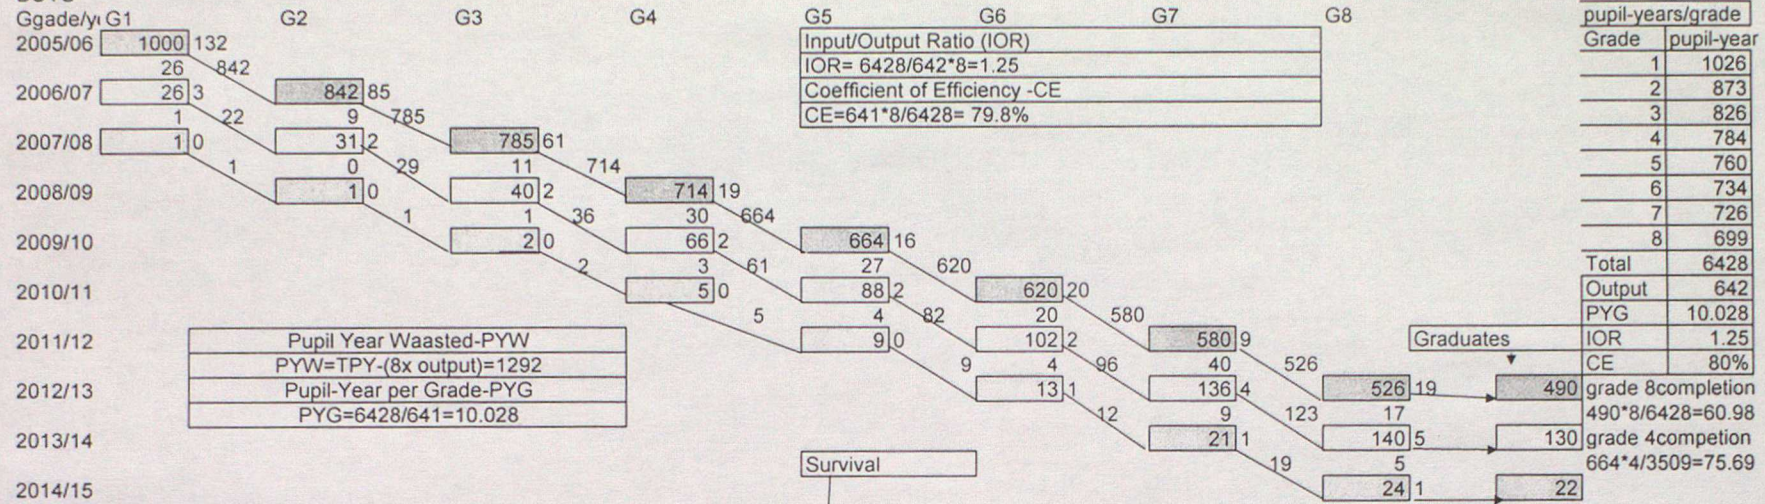 Ggade/yı G1 G2 G3 G4 G5 G6 G7 G8 pupil-years/grade
2005/06 1000 132 Input/Output Ratio (IOR) Grade pupil-year
26 842 IOR= 6428/642*8=1.25 1 1026
2006/07 26 3 842 85 Coefficient of Efficiency -CE 2 873
1 22 9 785 CE=641*8/6428= 79.8% 3 826
2007/08 1 0 31 2 785 61 4 784
1 0 29 11 714 5 760
2008/09 1 0 40 2 714 19 6 734
1 1 36 30 664 7 726
2009/10 2 0 66 2 664 16 8 699
2 3 61 27 620 Total 6428
2010/11 5 0 88 2 620 20 Output 642
5 4 82 20 580 PYG 10.028
2011/12 Pupil Year Waasted-PYW 9 0 102 2 580 9 Graduates IOR 1.25
PYW=TPY-(8x output)=1292 9 4 96 40 526 CE 80%
2012/13 Pupil-Year per Grade-PYG 13 1 136 4 526 19 490 grade 8completion
PYG=6428/641=10.028 12 9 123 17 490*8/6428=60.98
2013/14 21 1 140 5 130 grade 4competion
Survival 19 5 664*4/3509=75.69
2014/15 24 1 22